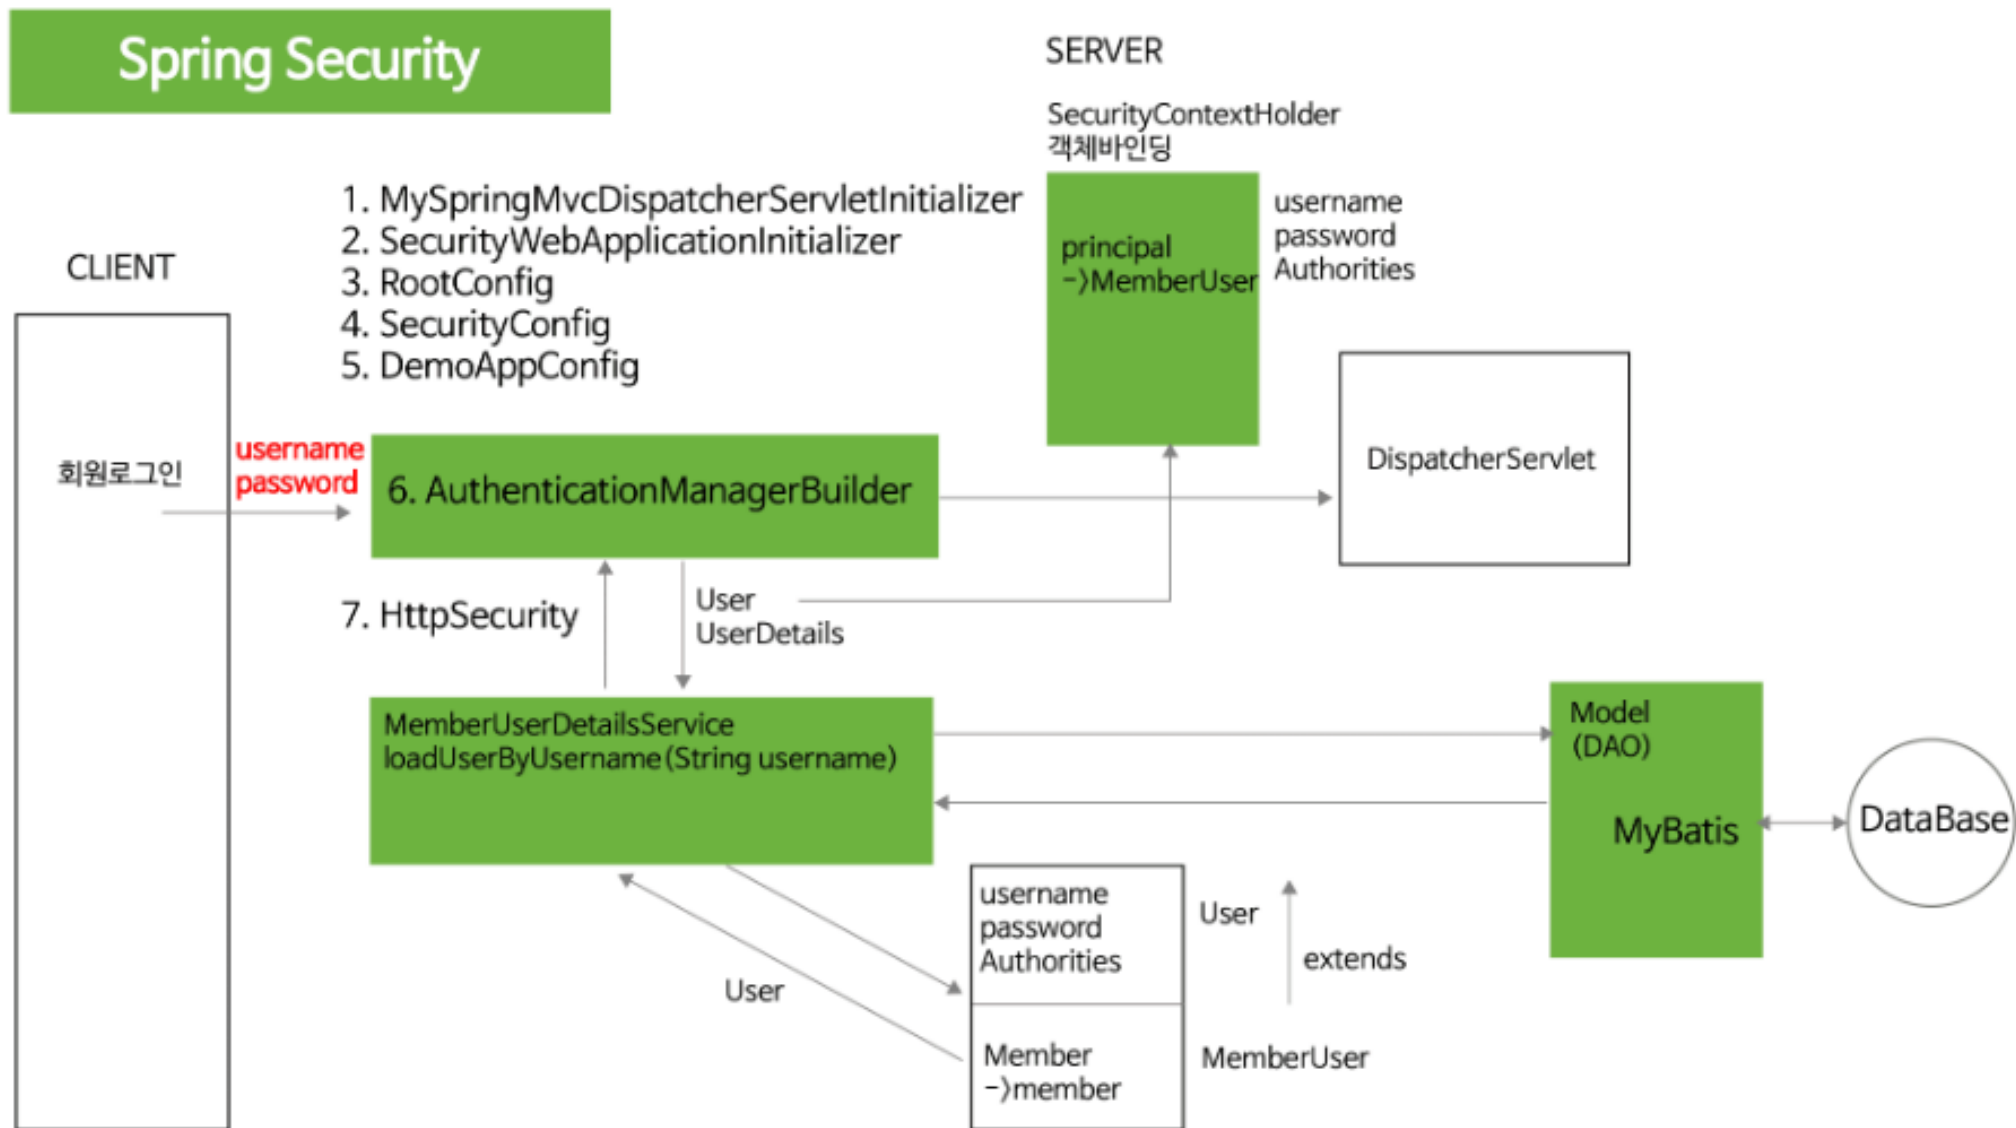 Spring Security
SERVER
SecurityContextHolder
객체바인딩
1. MySpringMvcDispatcherServletInitializer
2. SecurityWebApplicationInitializer
3. RootConfig
4. SecurityConfig
5. DemoAppConfig
principal
->MemberUser
username
password
Authorities
CLIENT
회원로그인
username
password
6. AuthenticationManagerBuilder
DispatcherServlet
7. HttpSecurity
User
UserDetails
MemberUserDetailsService
loadUserByUsername(String username)
Model
(DAO)
MyBatis
DataBase
username
password
Authorities
User
extends
User
Member
->member
MemberUser